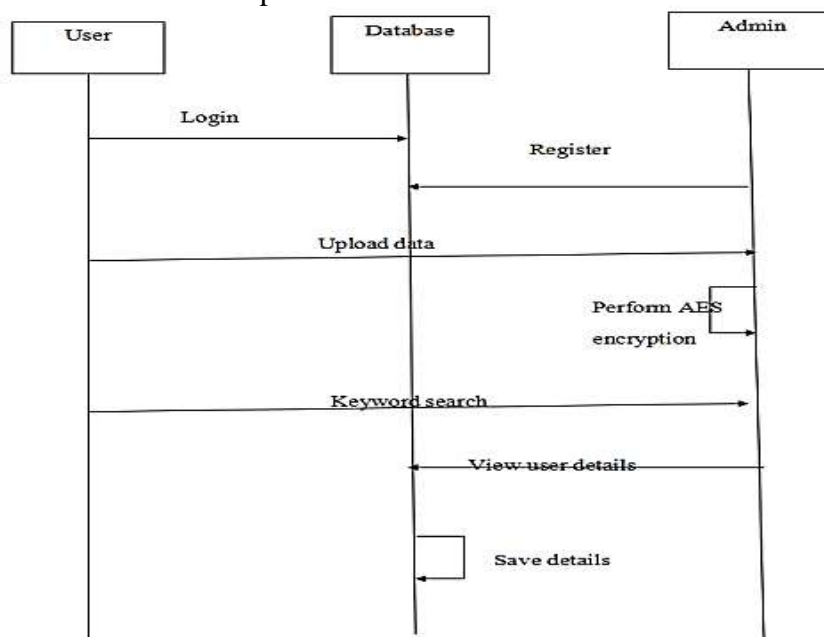 User
Database
Admin
Login
Register
Upload data
Perform AES
encryption
Keyword search
View user details
Save details